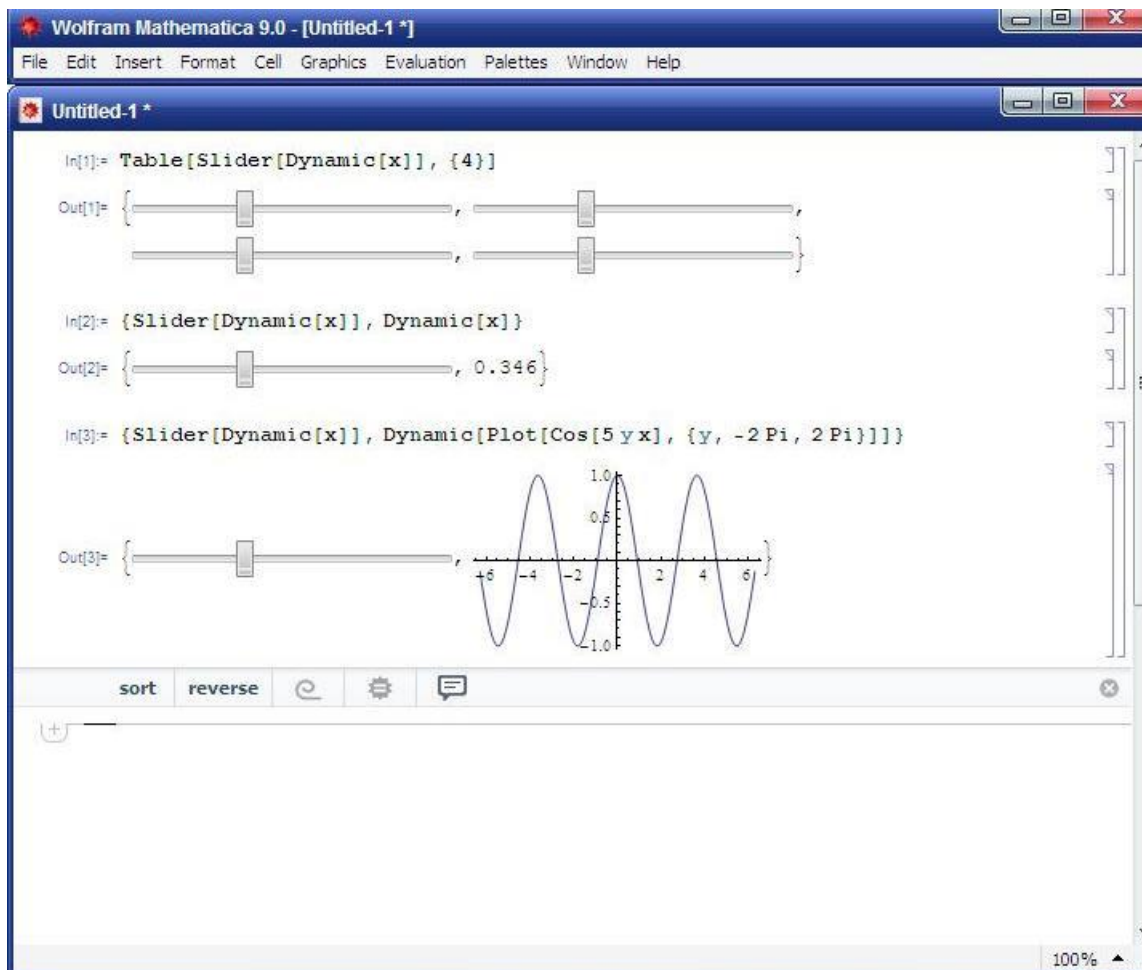 Wolfram Mathematica 9.0 - [Untitled-1 *]
File Edit Insert Format Cell Graphics Evaluation Palettes Window Help
Untitled-1 *
In[1]:= Table[Slider[Dynamic[x]], {4}]
Out[1]= { , ,
, }
In[2]:= {Slider[Dynamic[x]], Dynamic[x]}
Out[2]= { , 0.346}
In[3]:= {Slider[Dynamic[x]], Dynamic[Plot[Cos[5 y x], {y, -2 Pi, 2 Pi}]]}
1.0
0.5
Out[3]= { , }
-6 -4 -2 2 4 6
-0.5
-1.0
sort reverse
100%